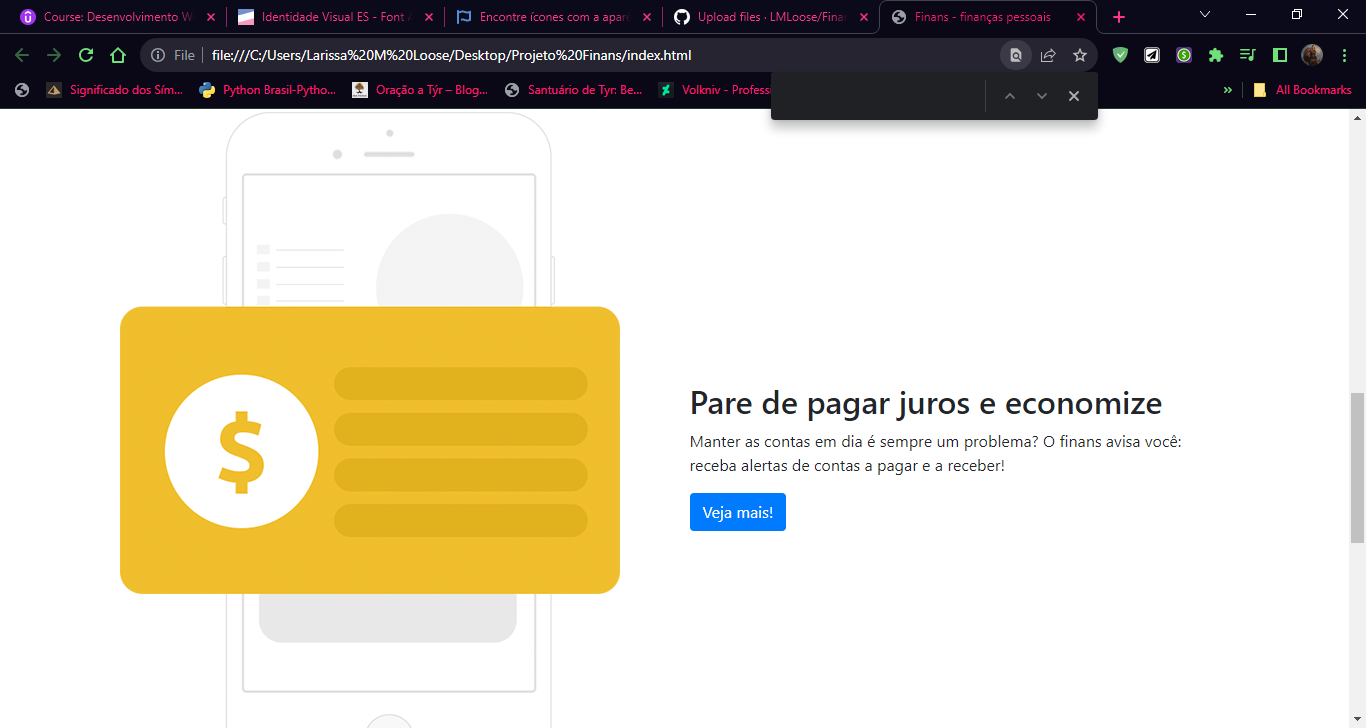 Course: Desenvolvimento W
Identidade Visual ES - Font A
Encontre ícones com a apar
Upload files · LMLoose/Finan
Finans - finanças pessoais
File
file:///C:/Users/Larissa%20M%20Loose/Desktop/Projeto%20Finans/index.html
Significado dos Sím...
Python Brasil-Pytho...
Oração a Týr – Blog...
Santuário de Tyr: Be...
Volkniv - Profess
»
All Bookmarks
$
Pare de pagar juros e economize
Manter as contas em dia é sempre um problema? O finans avisa você:
receba alertas de contas a pagar e a receber!
Veja mais!